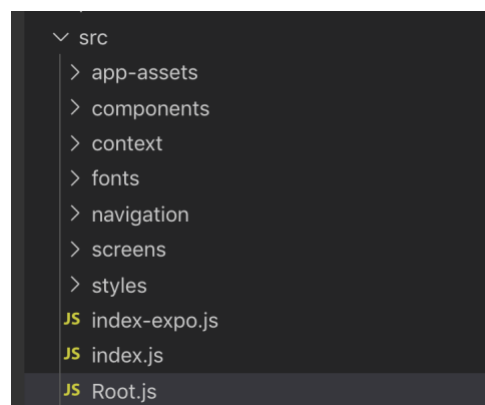 src
app-assets
components
context
fonts
navigation
screens
styles
JS index-expo.js
JS index.js
JS Root.js